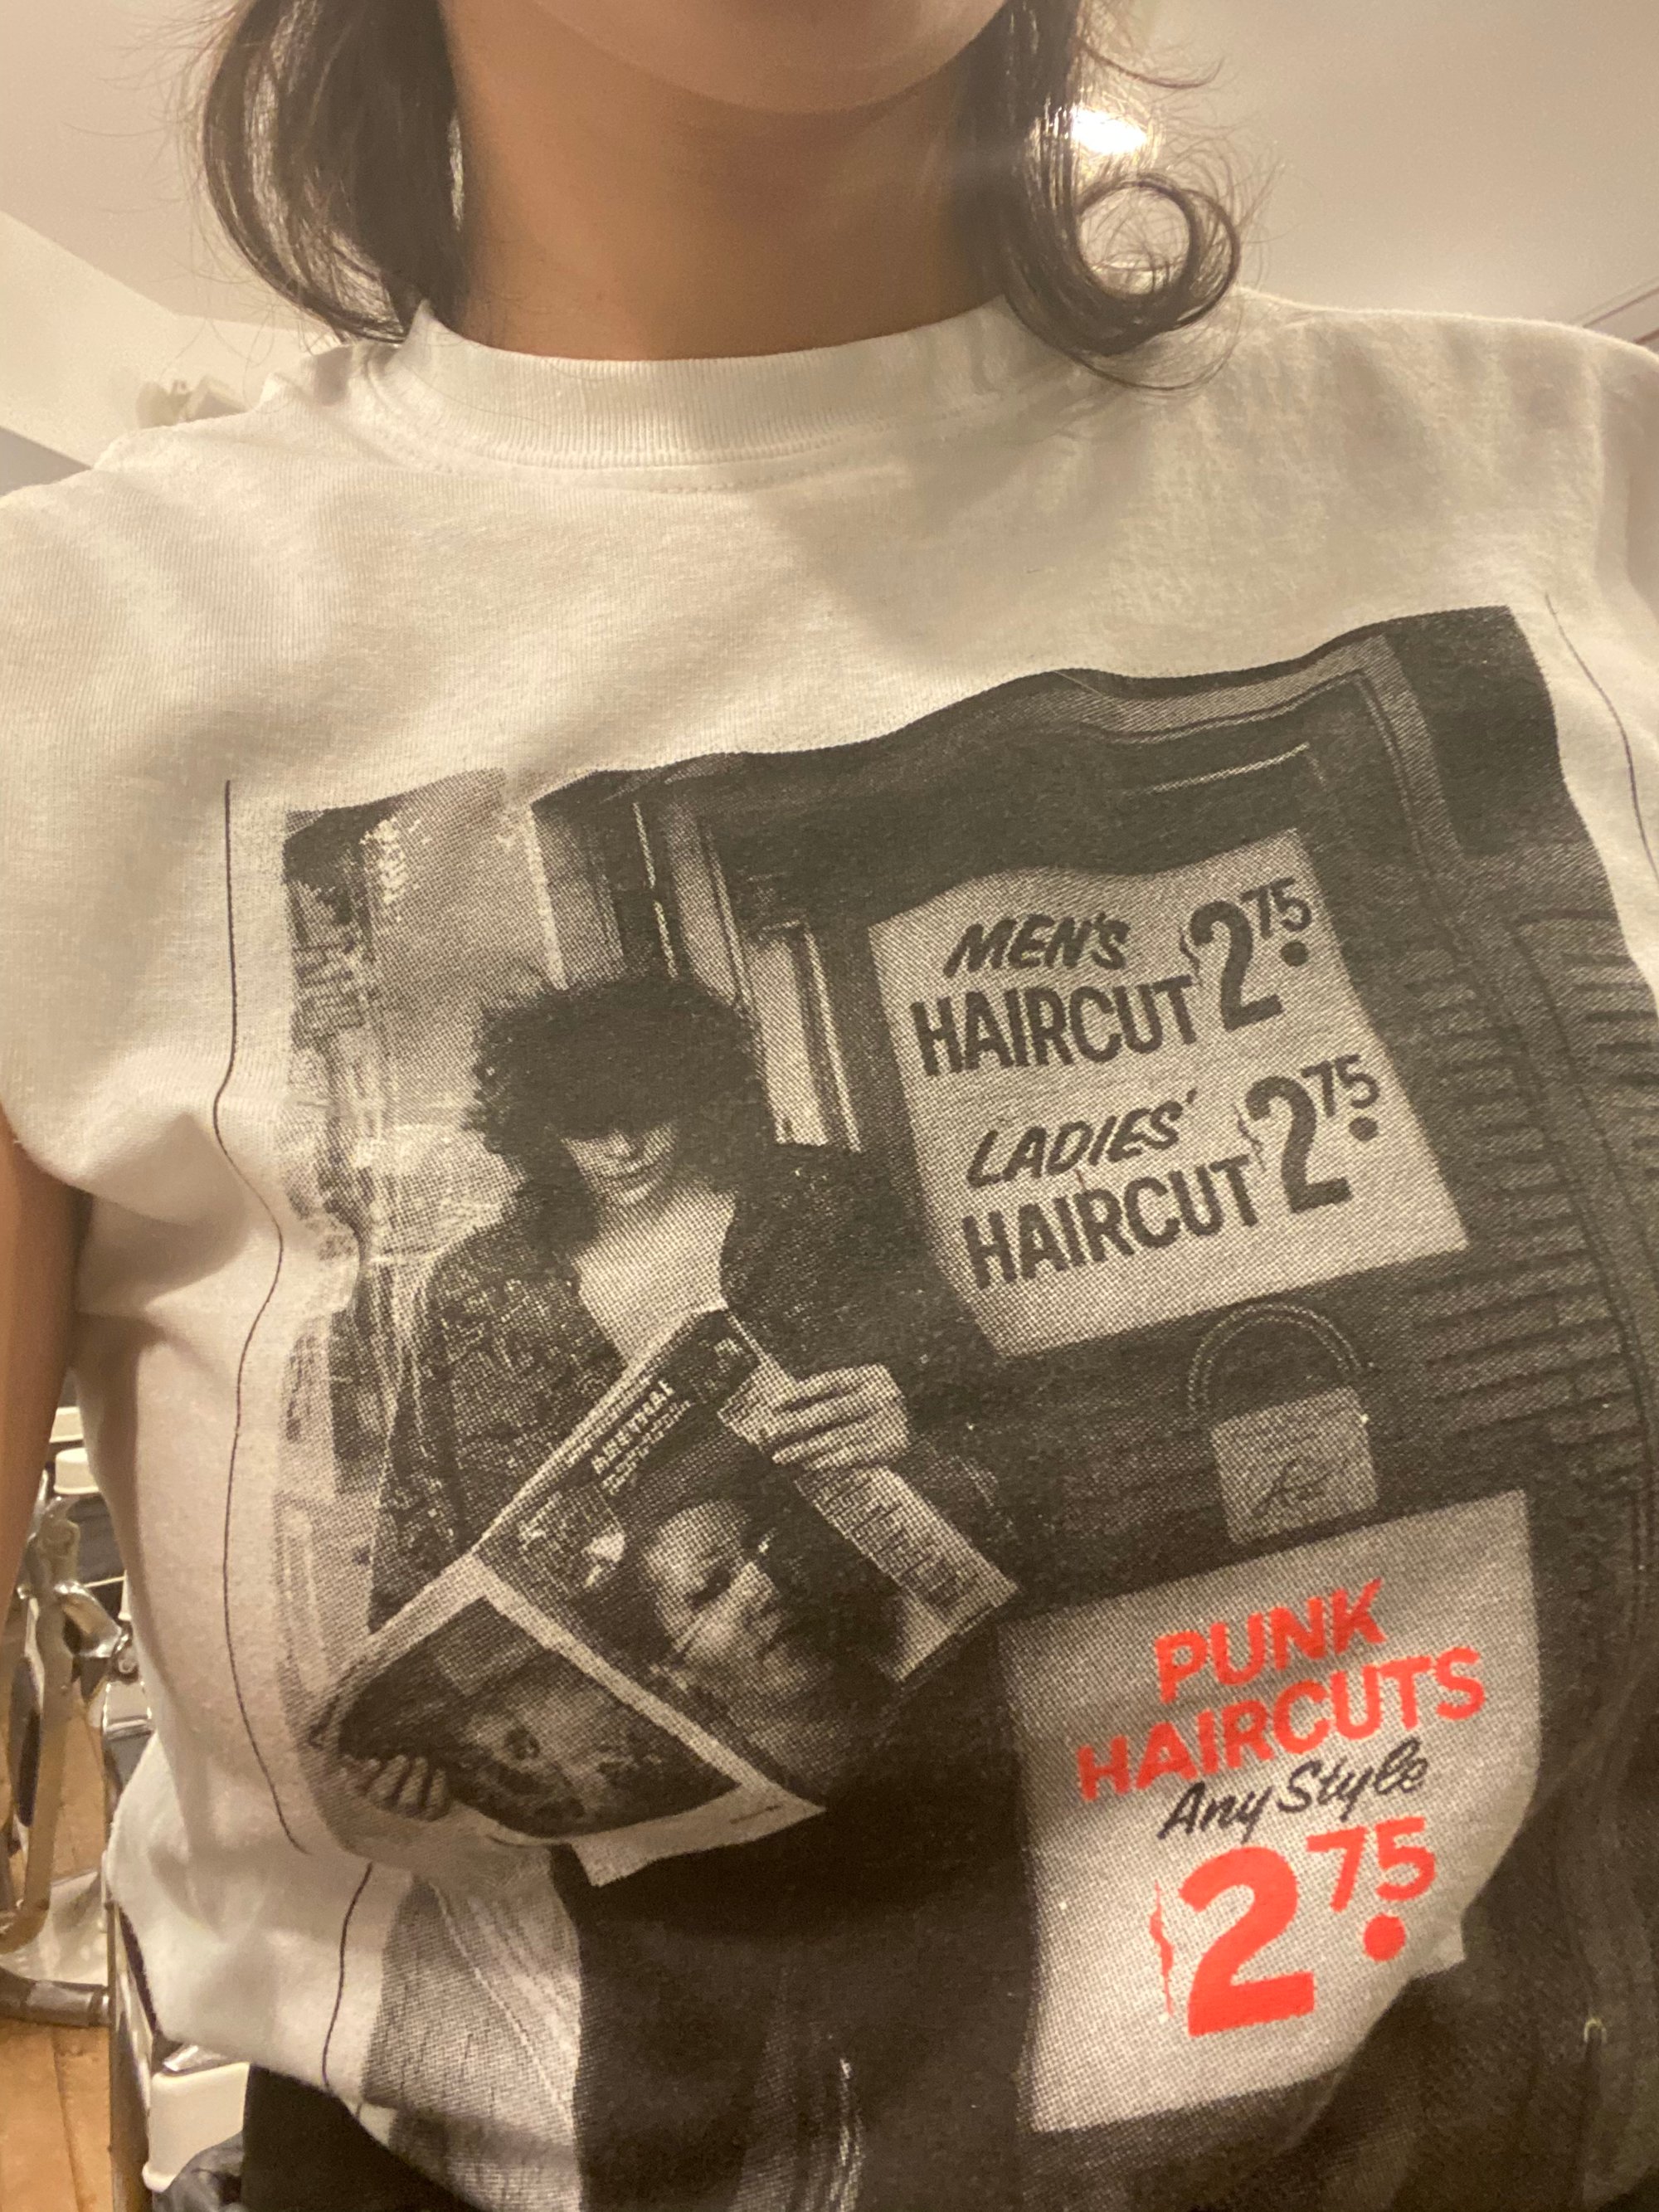 MEN'S
HAIRCUT 2.75
LADIES'
HAIRCUT 2.75
PUNK
HAIRCUTS
Any Style
2.75